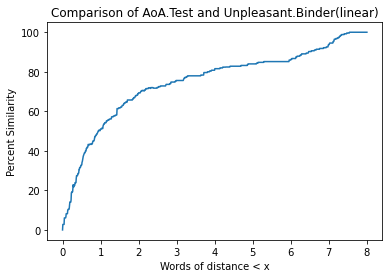 Comparison of AoA.Test and Unpleasant.Binder(linear)
100
80
60
40
20
0
Percent Similarity
0 1 2 3 4 5 6 7 8
Words of distance < x